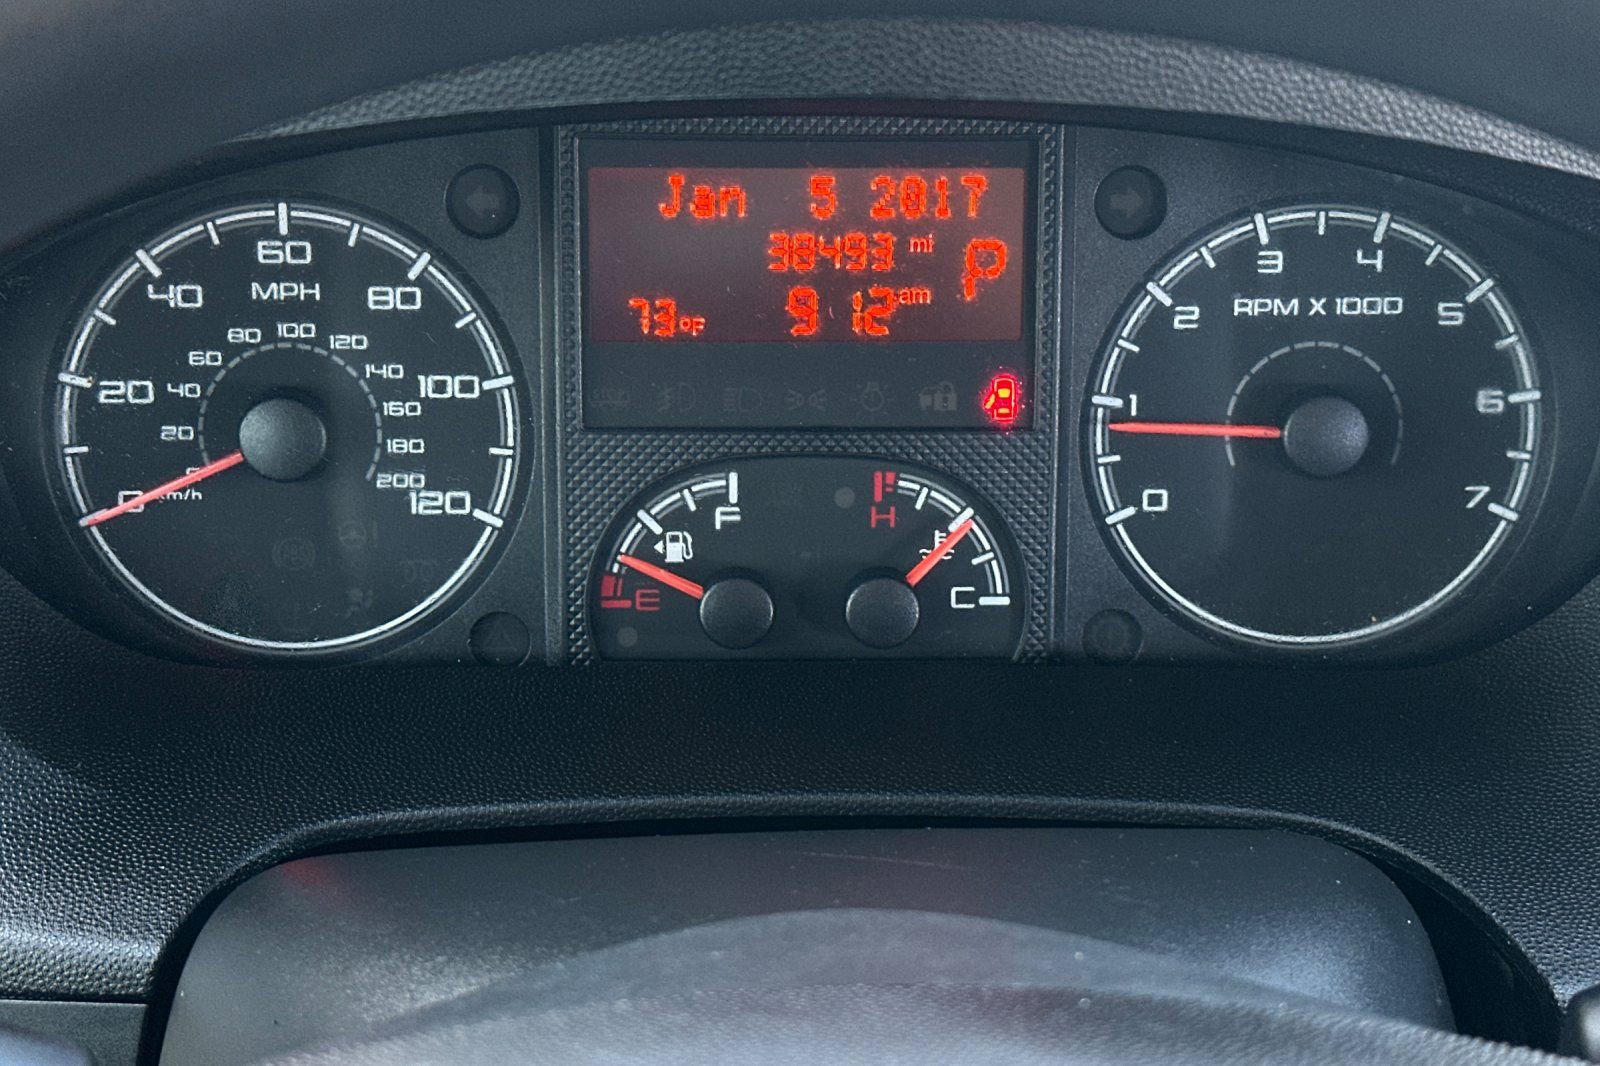 Jan 5 2017
38493 mi
P
73°F 9 12 am
0 20 40 60 80 100 120
MPH
20 40 60 80 100 120 140 160 180 200
km/h
0 1 2 3 4 5 6 7
RPM X 1000
F
E
H
C